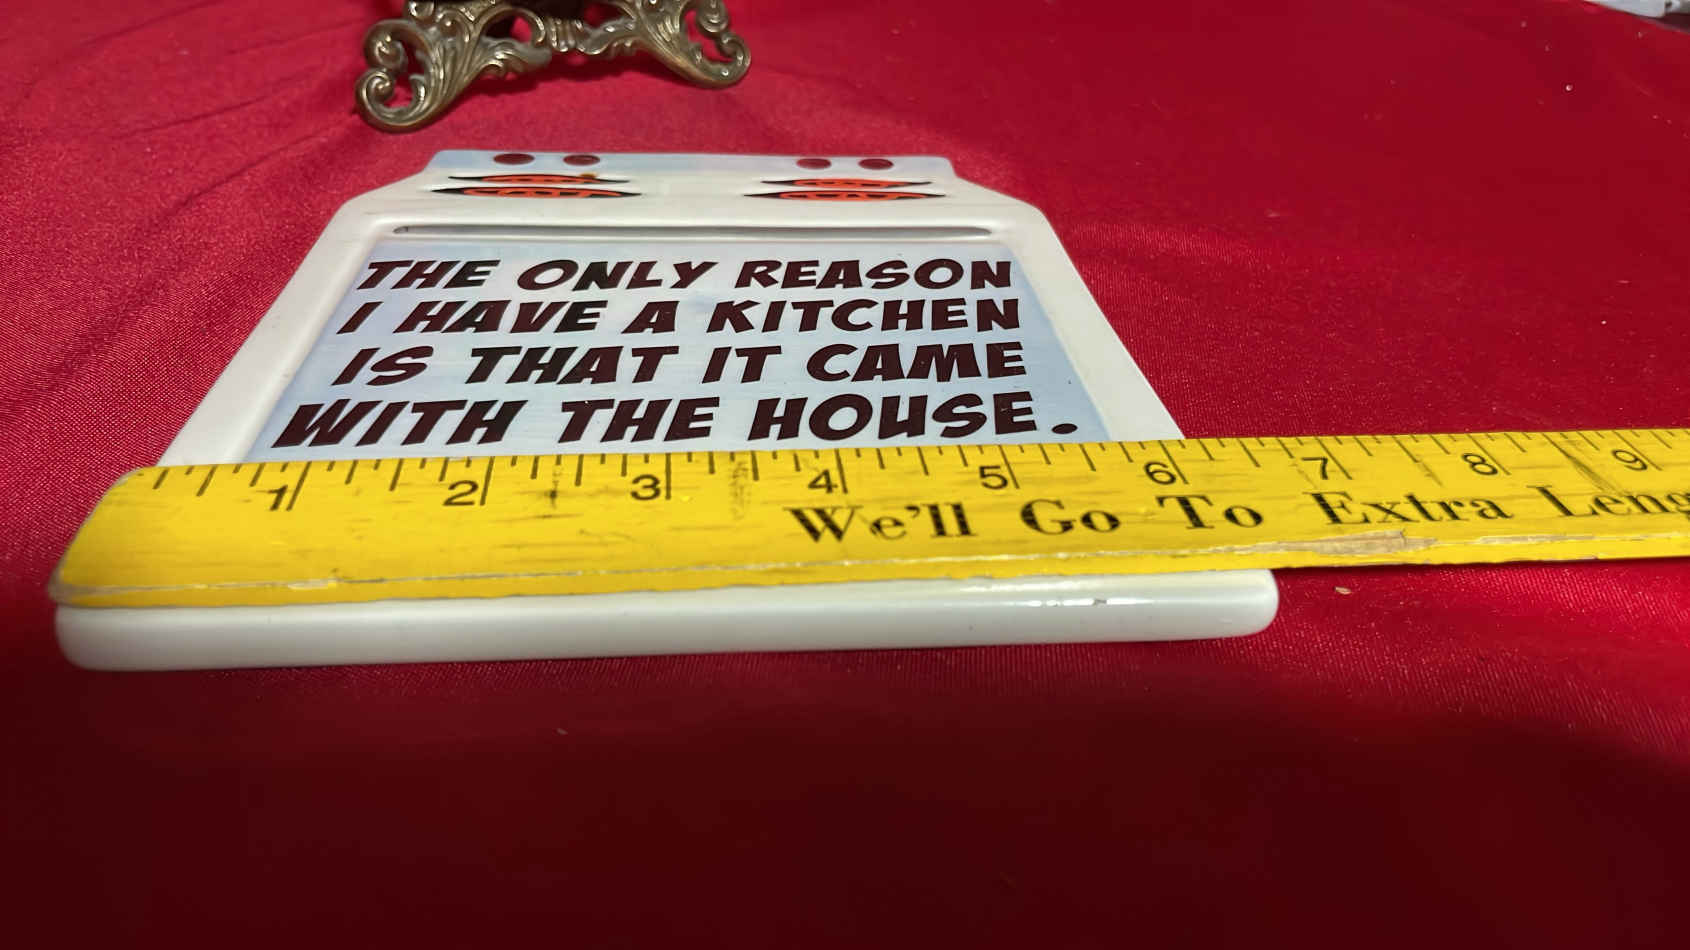 THE ONLY REASON
I HAVE A KITCHEN
IS THAT IT CAME
WITH THE HOUSE.
1 2 3 4 5 6 7 8 9
We'll Go To Extra Leng